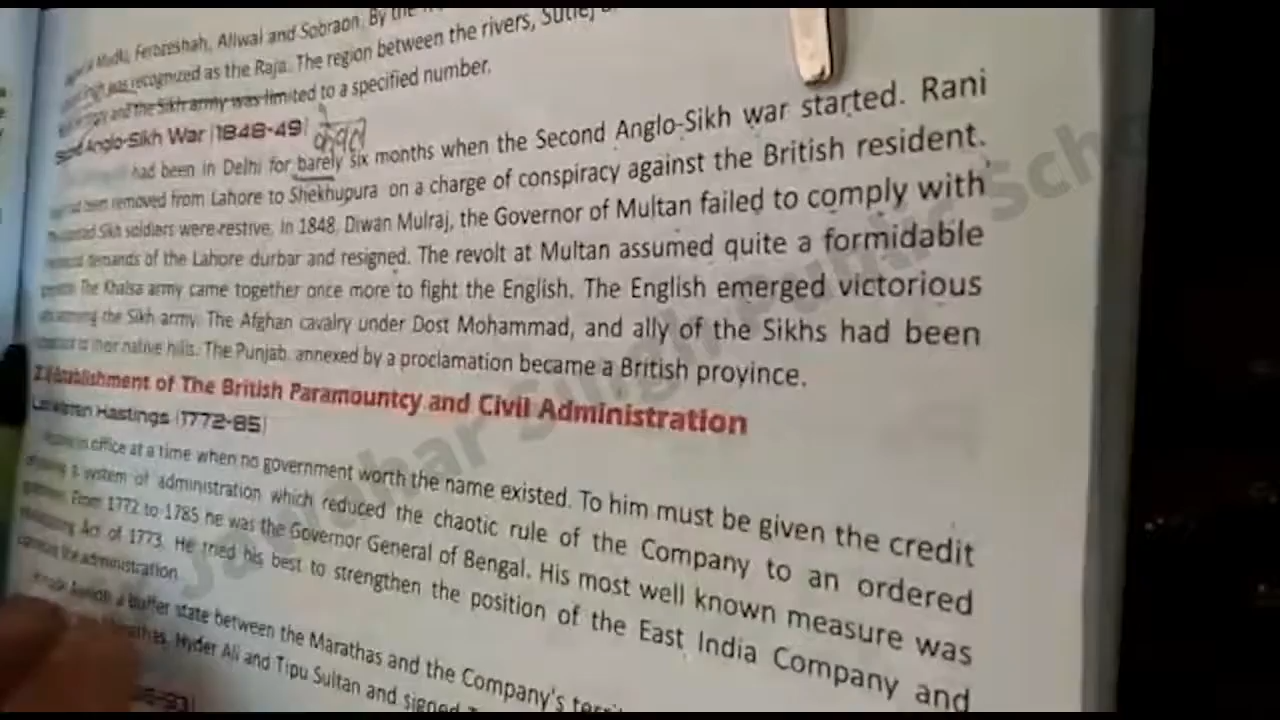 Mudki, Ferozeshah, Aliwal and Sobraon. By the
was recognized as the Raja. The region between the rivers, Sutlej
and the Sikh army was limited to a specified number.
Anglo-Sikh War (1848-49) केवल
had been in Delhi for barely six months when the Second Anglo-Sikh war started. Rani
been removed from Lahore to Shekhupura on a charge of conspiracy against the British resident.
Sikh soldiers were restive. In 1848, Diwan Mulraj, the Governor of Multan failed to comply with
demands of the Lahore durbar and resigned. The revolt at Multan assumed quite a formidable
The Khalsa army came together once more to fight the English. The English emerged victorious
the Sikh army. The Afghan cavalry under Dost Mohammad, and ally of the Sikhs had been
to their native hills. The Punjab, annexed by a proclamation became a British province.
Establishment of The British Paramountcy and Civil Administration
Hastings (1772-85)
in office at a time when no government worth the name existed. To him must be given the credit
a system of administration which reduced the chaotic rule of the Company to an ordered
From 1772 to 1785 he was the Governor General of Bengal. His most well known measure was
Act of 1773. He tried his best to strengthen the position of the East India Company and
the administration.
a buffer state between the Marathas and the Company's
Hyder Ali and Tipu Sultan and signed
Jawahar Singh Public